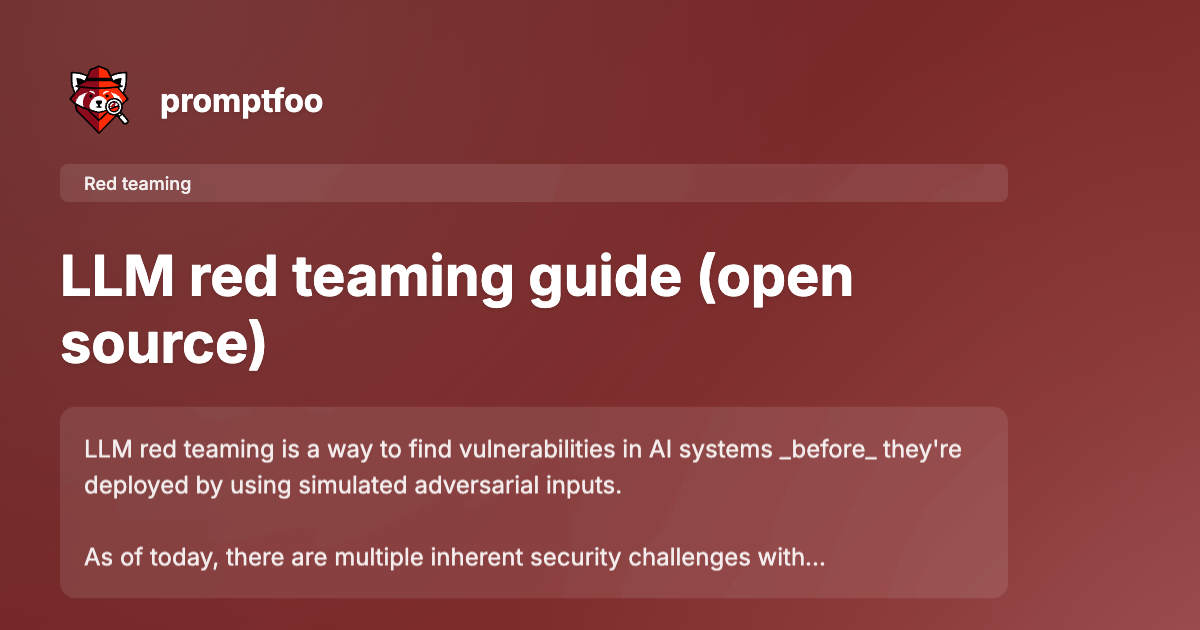 promptfoo
Red teaming
LLM red teaming guide (open
source)
LLM red teaming is a way to find vulnerabilities in AI systems _before_ they're
deployed by using simulated adversarial inputs.
As of today, there are multiple inherent security challenges with...